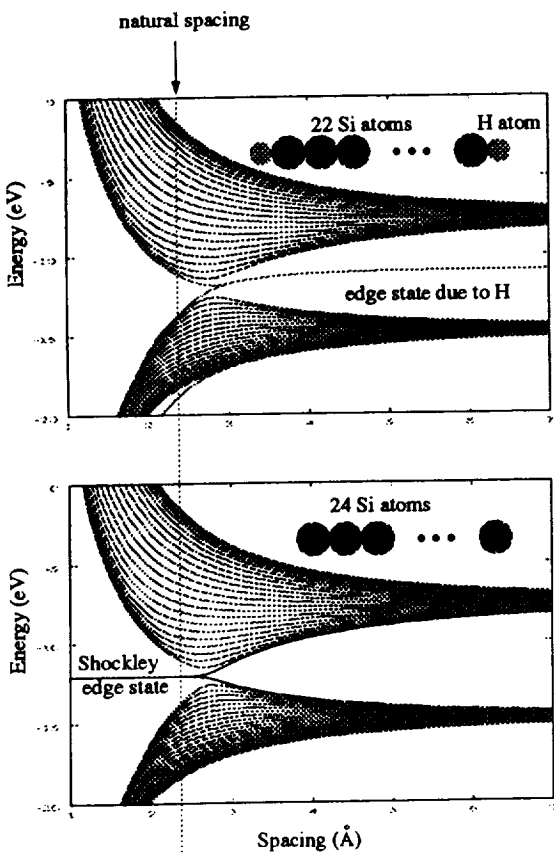 natural spacing
22 Si atoms
H atom
Energy (eV)
edge state due to H
24 Si atoms
Energy (eV)
Shockley
edge state
Spacing (Å)